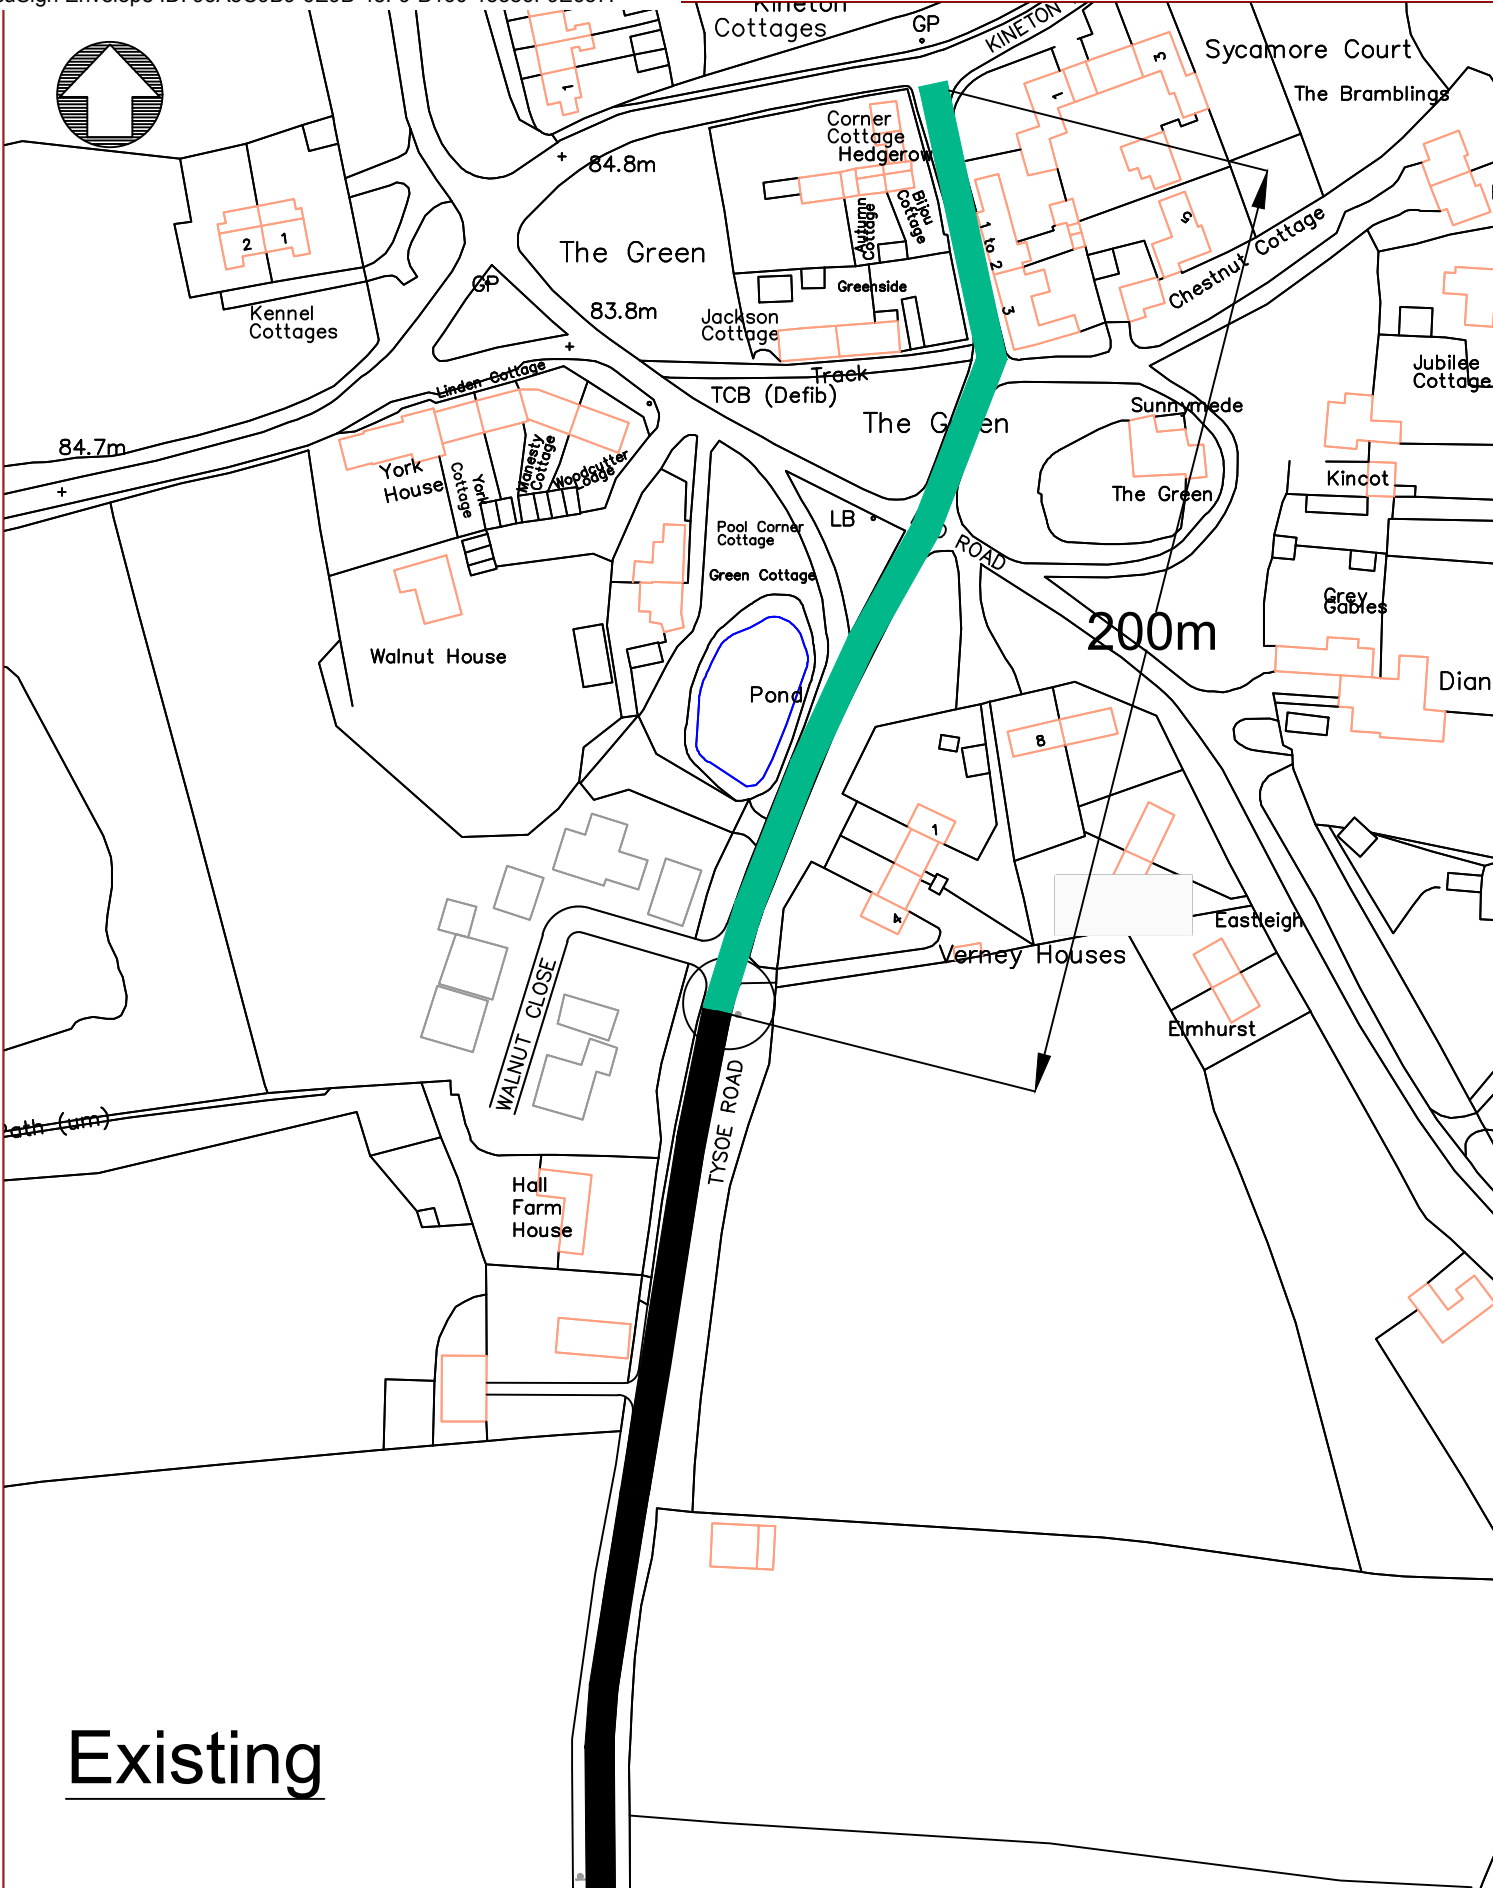 Cottages
GP
KINETON
Sycamore Court
The Bramblings
1
3
1
Corner
Cottage
Hedgerow
84.8m
Bijou
Cottage
Autumn
Cottage
5
1 to 2
3
Chestnut Cottage
2
1
The Green
GP
Greenside
83.8m
Kennel
Cottages
Jackson
Cottage
Track
TCB (Defib)
Linden Cottage
Jubilee
Cottage
The Green
Sunnymede
84.7m
York
House
York
Cottage
Manesty
Cottage
Woodcutter
Lodge
The Green
Kincot
LB
Pool Corner
Cottage
D ROAD
Green Cottage
Grey
Gables
200m
Walnut House
Pond
Dian
8
1
4
Eastleigh
Verney Houses
WALNUT CLOSE
Elmhurst
TYSOE ROAD
Path (um)
Hall
Farm
House
Existing